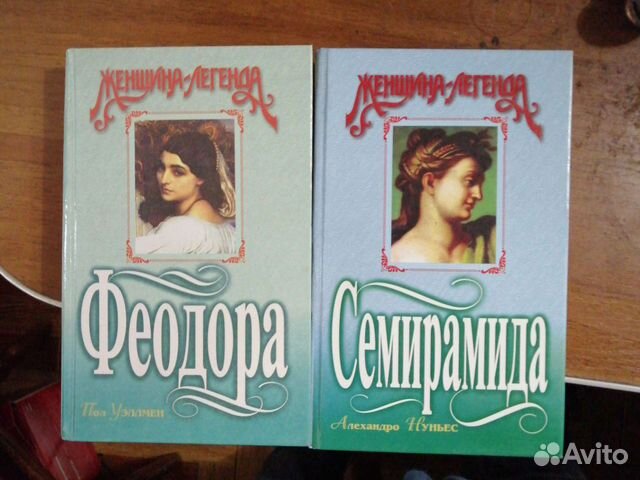 Женщина-легенда
Феодора
Пол Уэллмен
Женщина-легенда
Семирамида
Алехандро Нуньес
Avito